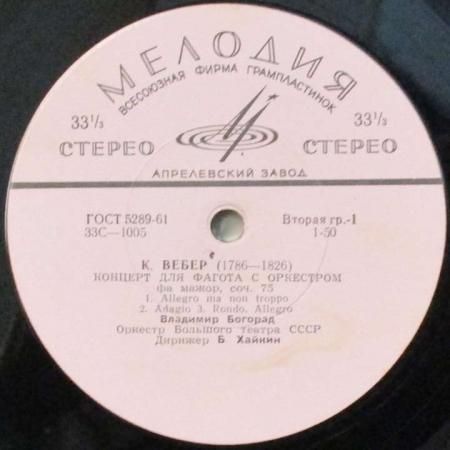 МЕЛОДИЯ
ВСЕСОЮЗНАЯ ФИРМА ГРАМПЛАСТИНОК
33⅓ 33⅓
СТЕРЕО СТЕРЕО
АПРЕЛЕВСКИЙ ЗАВОД
ГОСТ 5289-61 Вторая гр.-1
33С—1005 1-50
К. ВЕБЕР (1786—1826)
КОНЦЕРТ ДЛЯ ФАГОТА С ОРКЕСТРОМ
фа мажор, соч. 75
1. Allegro ma non troppo
2. Adagio 3. Rondo. Allegro
Владимир Богорад
Оркестр Большого театра СССР
Дирижер Б. Хайкин